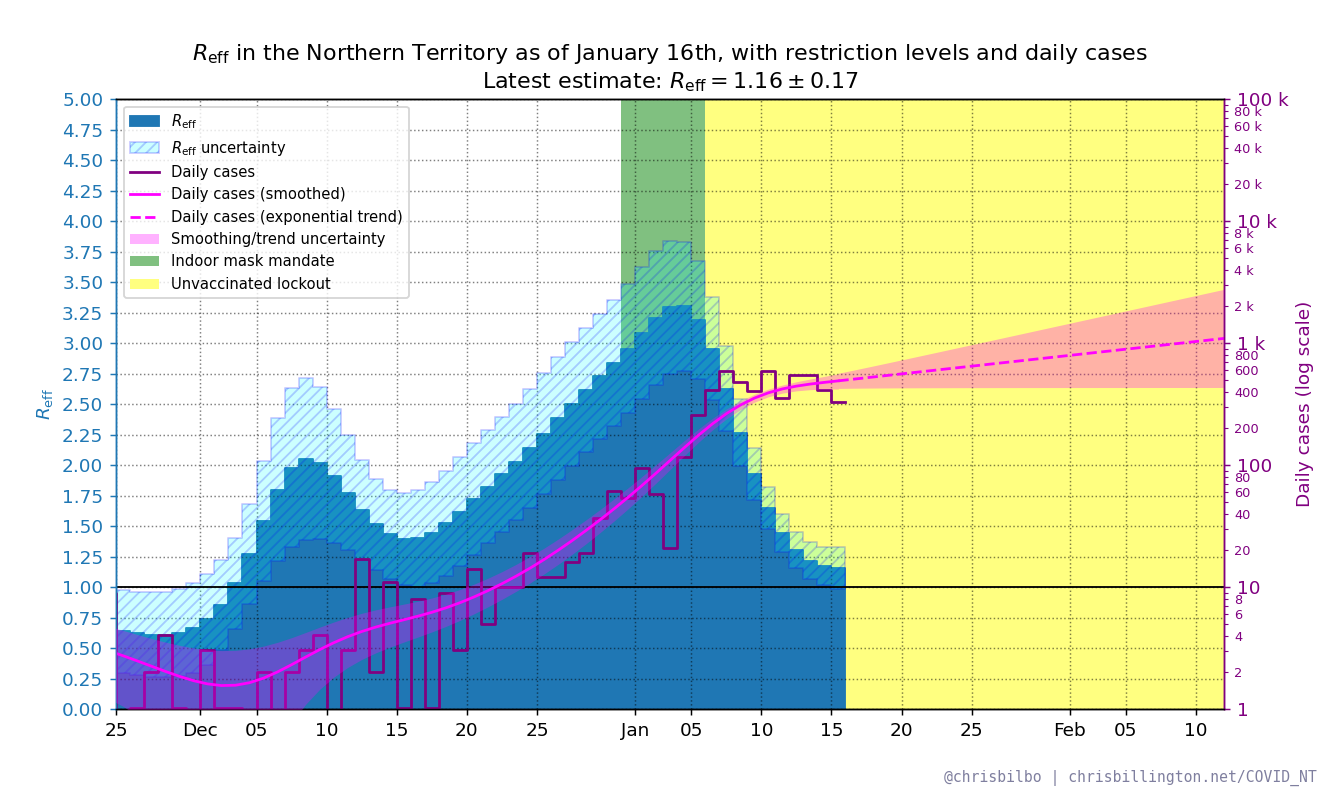 R_eff in the Northern Territory as of January 16th, with restriction levels and daily cases
Latest estimate: R_eff = 1.16 ± 0.17
5.00
4.75
4.50
4.25
4.00
3.75
3.50
3.25
3.00
2.75
2.50
2.25
2.00
1.75
1.50
1.25
1.00
0.75
0.50
0.25
0.00
R_eff
R_eff
R_eff uncertainty
Daily cases
Daily cases (smoothed)
Daily cases (exponential trend)
Smoothing/trend uncertainty
Indoor mask mandate
Unvaccinated lockout
100 k
80 k
60 k
40 k
20 k
10 k
8 k
6 k
4 k
2 k
1 k
800
600
400
200
100
80
60
40
20
10
8
6
4
2
1
Daily cases (log scale)
25 Dec 05 10 15 20 25 Jan 05 10 15 20 25 Feb 05 10
@chrisbilbo | chrisbillington.net/COVID_NT